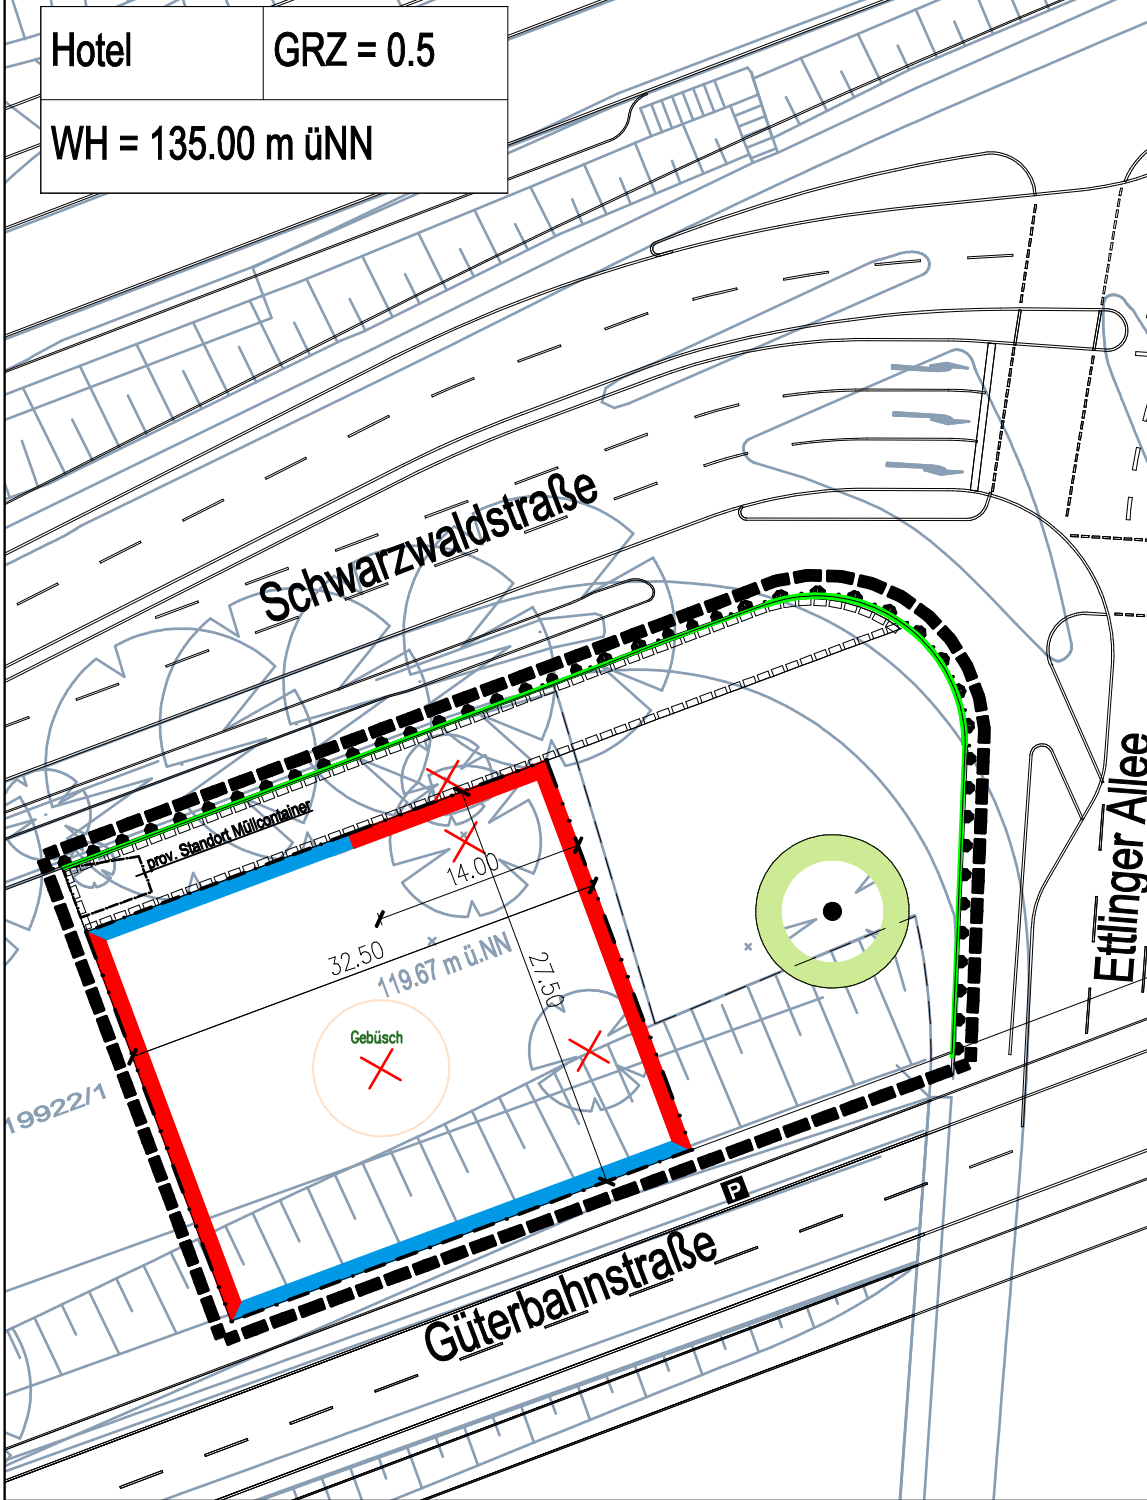 Hotel
GRZ = 0.5
WH = 135.00 m üNN
Schwarzwaldstraße
prov. Standort Müllcontainer
14.00
32.50
119.67 m ü.NN
27.50
Gebüsch
19922/1
Ettlinger Allee
P
Güterbahnstraße